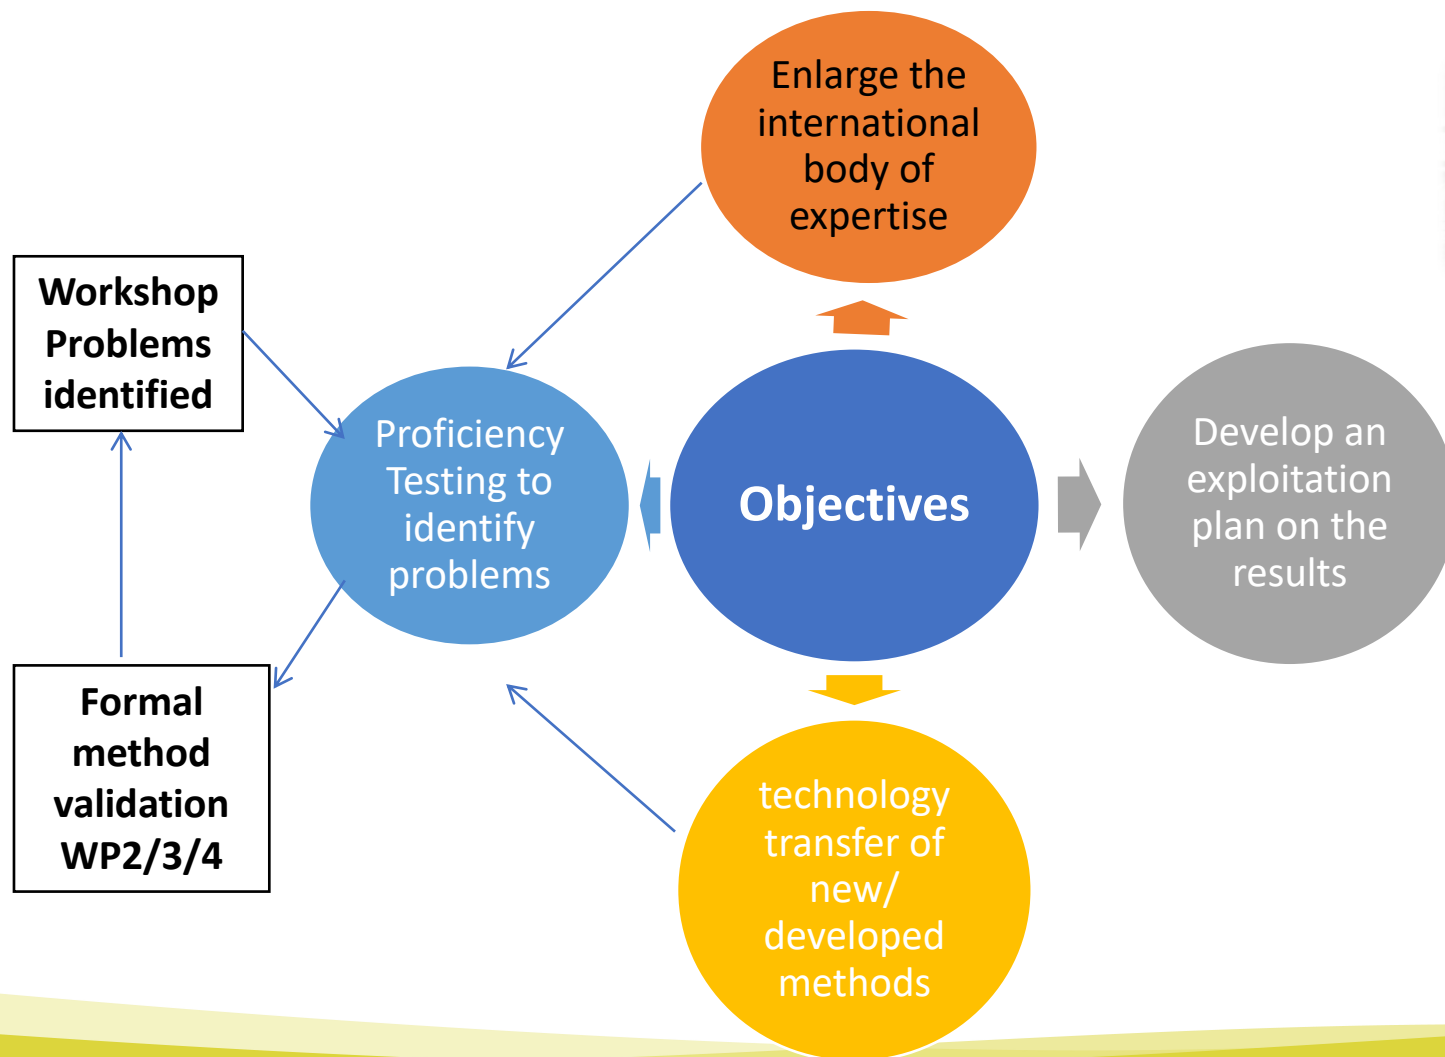 Enlarge the
international
body of
expertise
Workshop
Problems
identified
Proficiency
Testing to
identify
problems
Objectives
Develop an
exploitation
plan on the
results
Formal
method
validation
WP2/3/4
technology
transfer of
new/
developed
methods